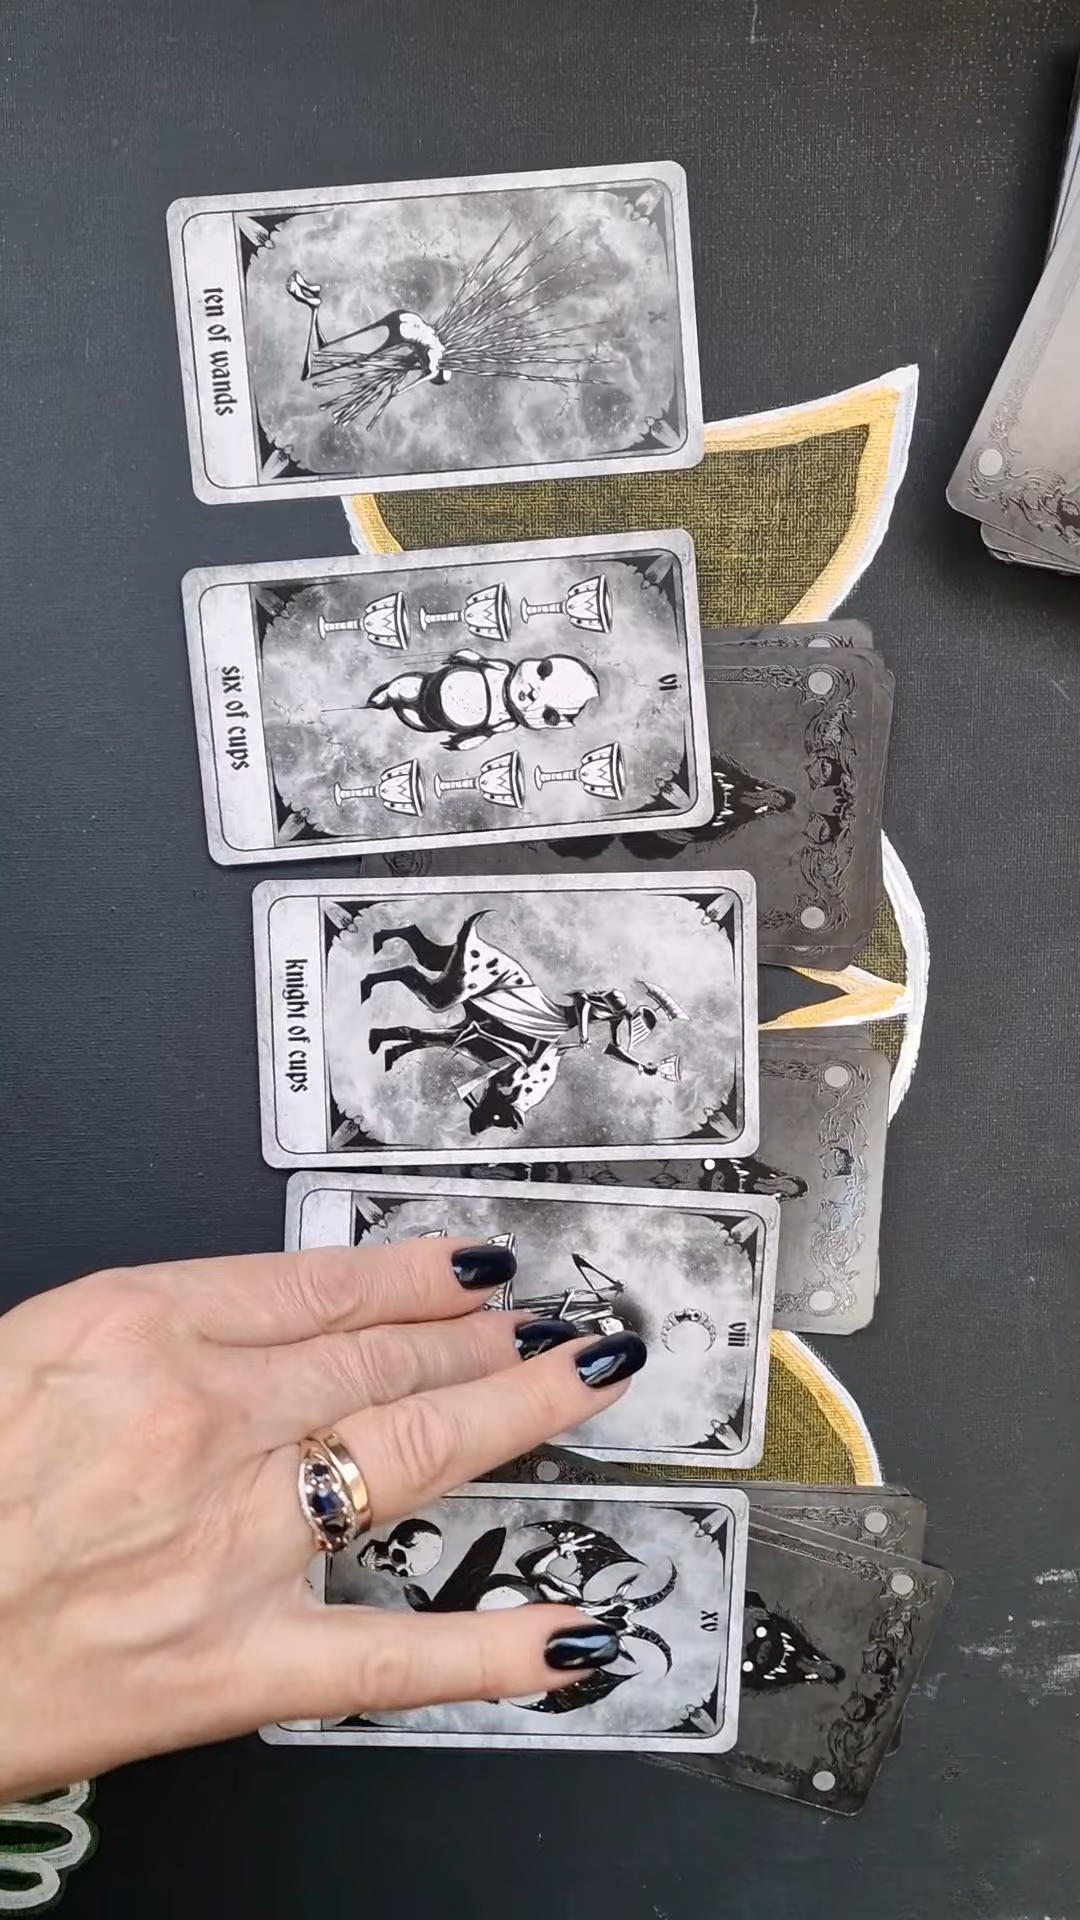 X
ten of wands
vi
six of cups
knight of cups
viii
xv